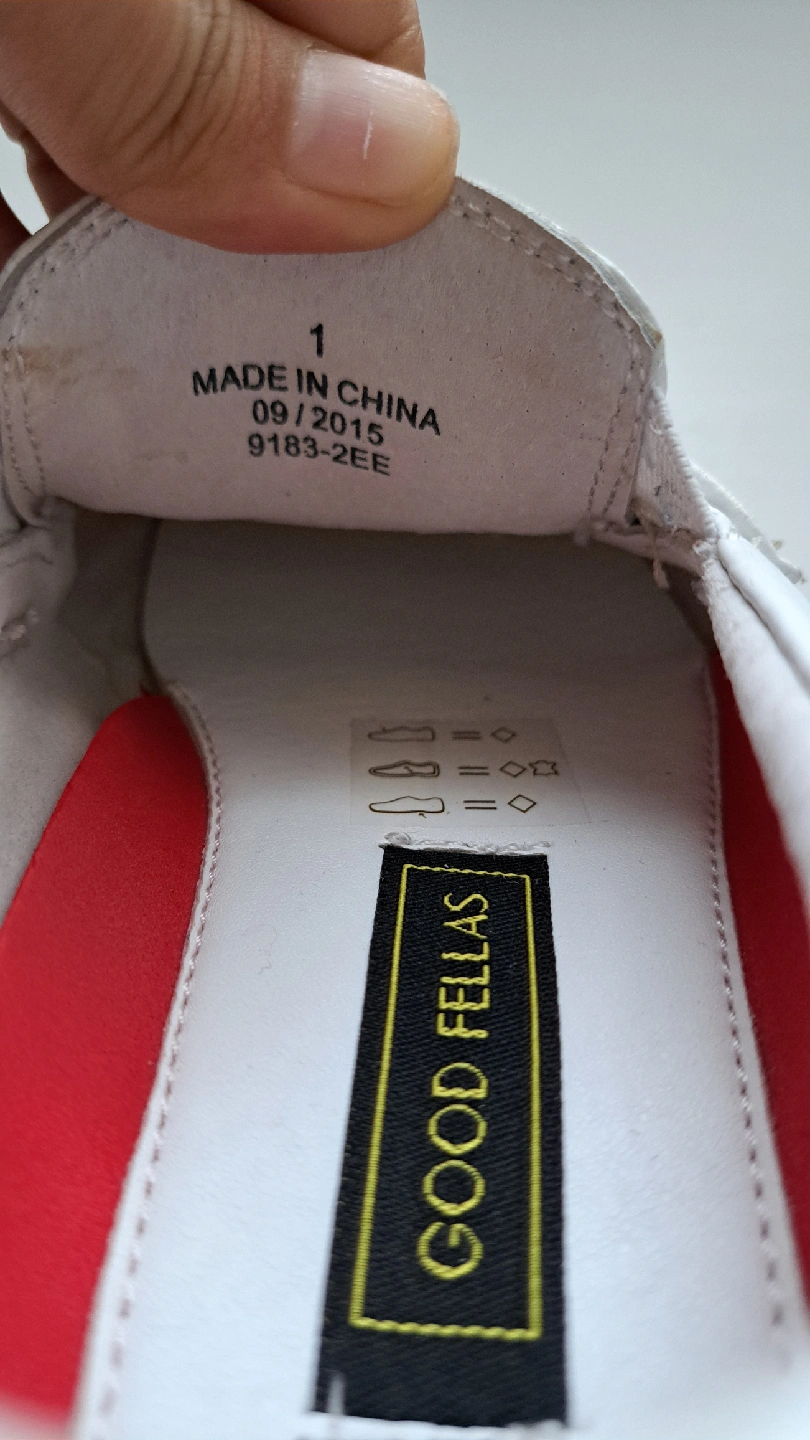 1
MADE IN CHINA
09/2015
9183-2EE
GOOD FELLAS